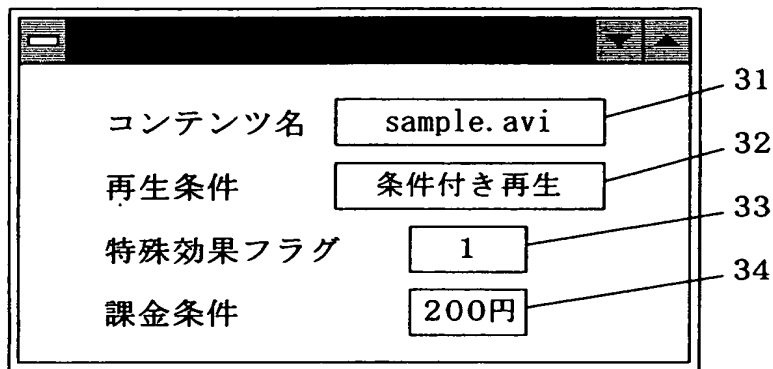 コンテンツ名 sample.avi 31
再生条件 条件付き再生 32
特殊効果フラグ 1 33
課金条件 200円 34